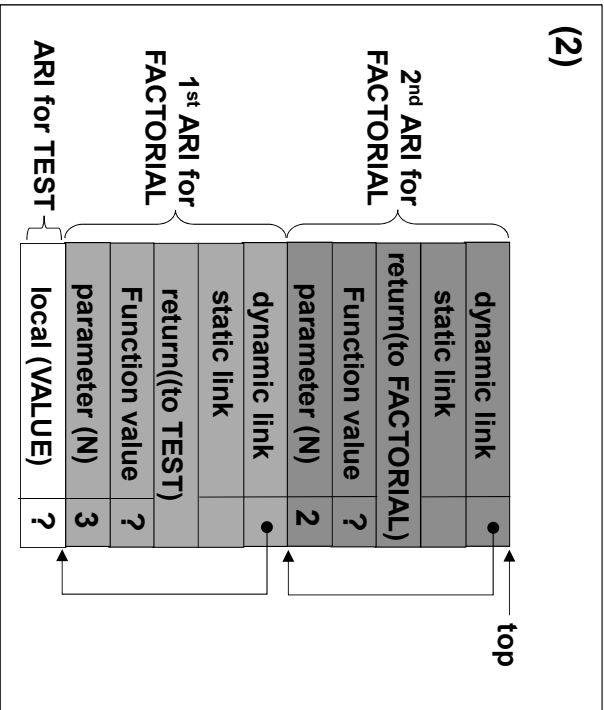 (2)
top
2nd ARI for
FACTORIAL
dynamic link
static link
return(to FACTORIAL)
Function value ?
parameter (N) 2
1st ARI for
FACTORIAL
dynamic link
static link
return((to TEST)
Function value ?
parameter (N) 3
ARI for TEST
local (VALUE) ?